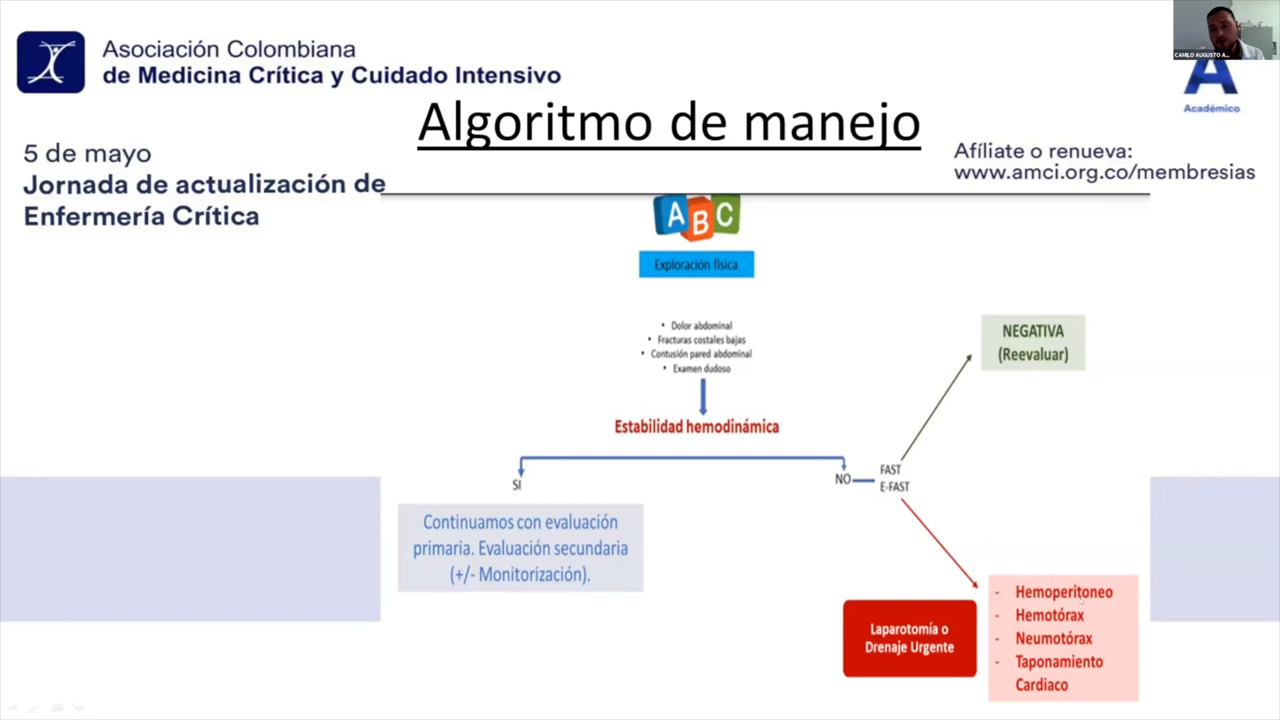 Asociación Colombiana
de Medicina Crítica y Cuidado Intensivo
CAMILO AUGUSTO A...
A
Académico
Algoritmo de manejo
5 de mayo
Jornada de actualización de
Enfermería Crítica
Afíliate o renueva:
www.amci.org.co/membresias
ABC
Exploración física
• Dolor abdominal
• Fracturas costales bajas
• Contusión pared abdominal
• Examen dudoso
Estabilidad hemodinámica
SI
NO
FAST
E-FAST
NEGATIVA
(Reevaluar)
Continuamos con evaluación
primaria. Evaluación secundaria
(+/- Monitorización).
Laparotomía o
Drenaje Urgente
- Hemoperitoneo
- Hemotórax
- Neumotórax
- Taponamiento
Cardiaco